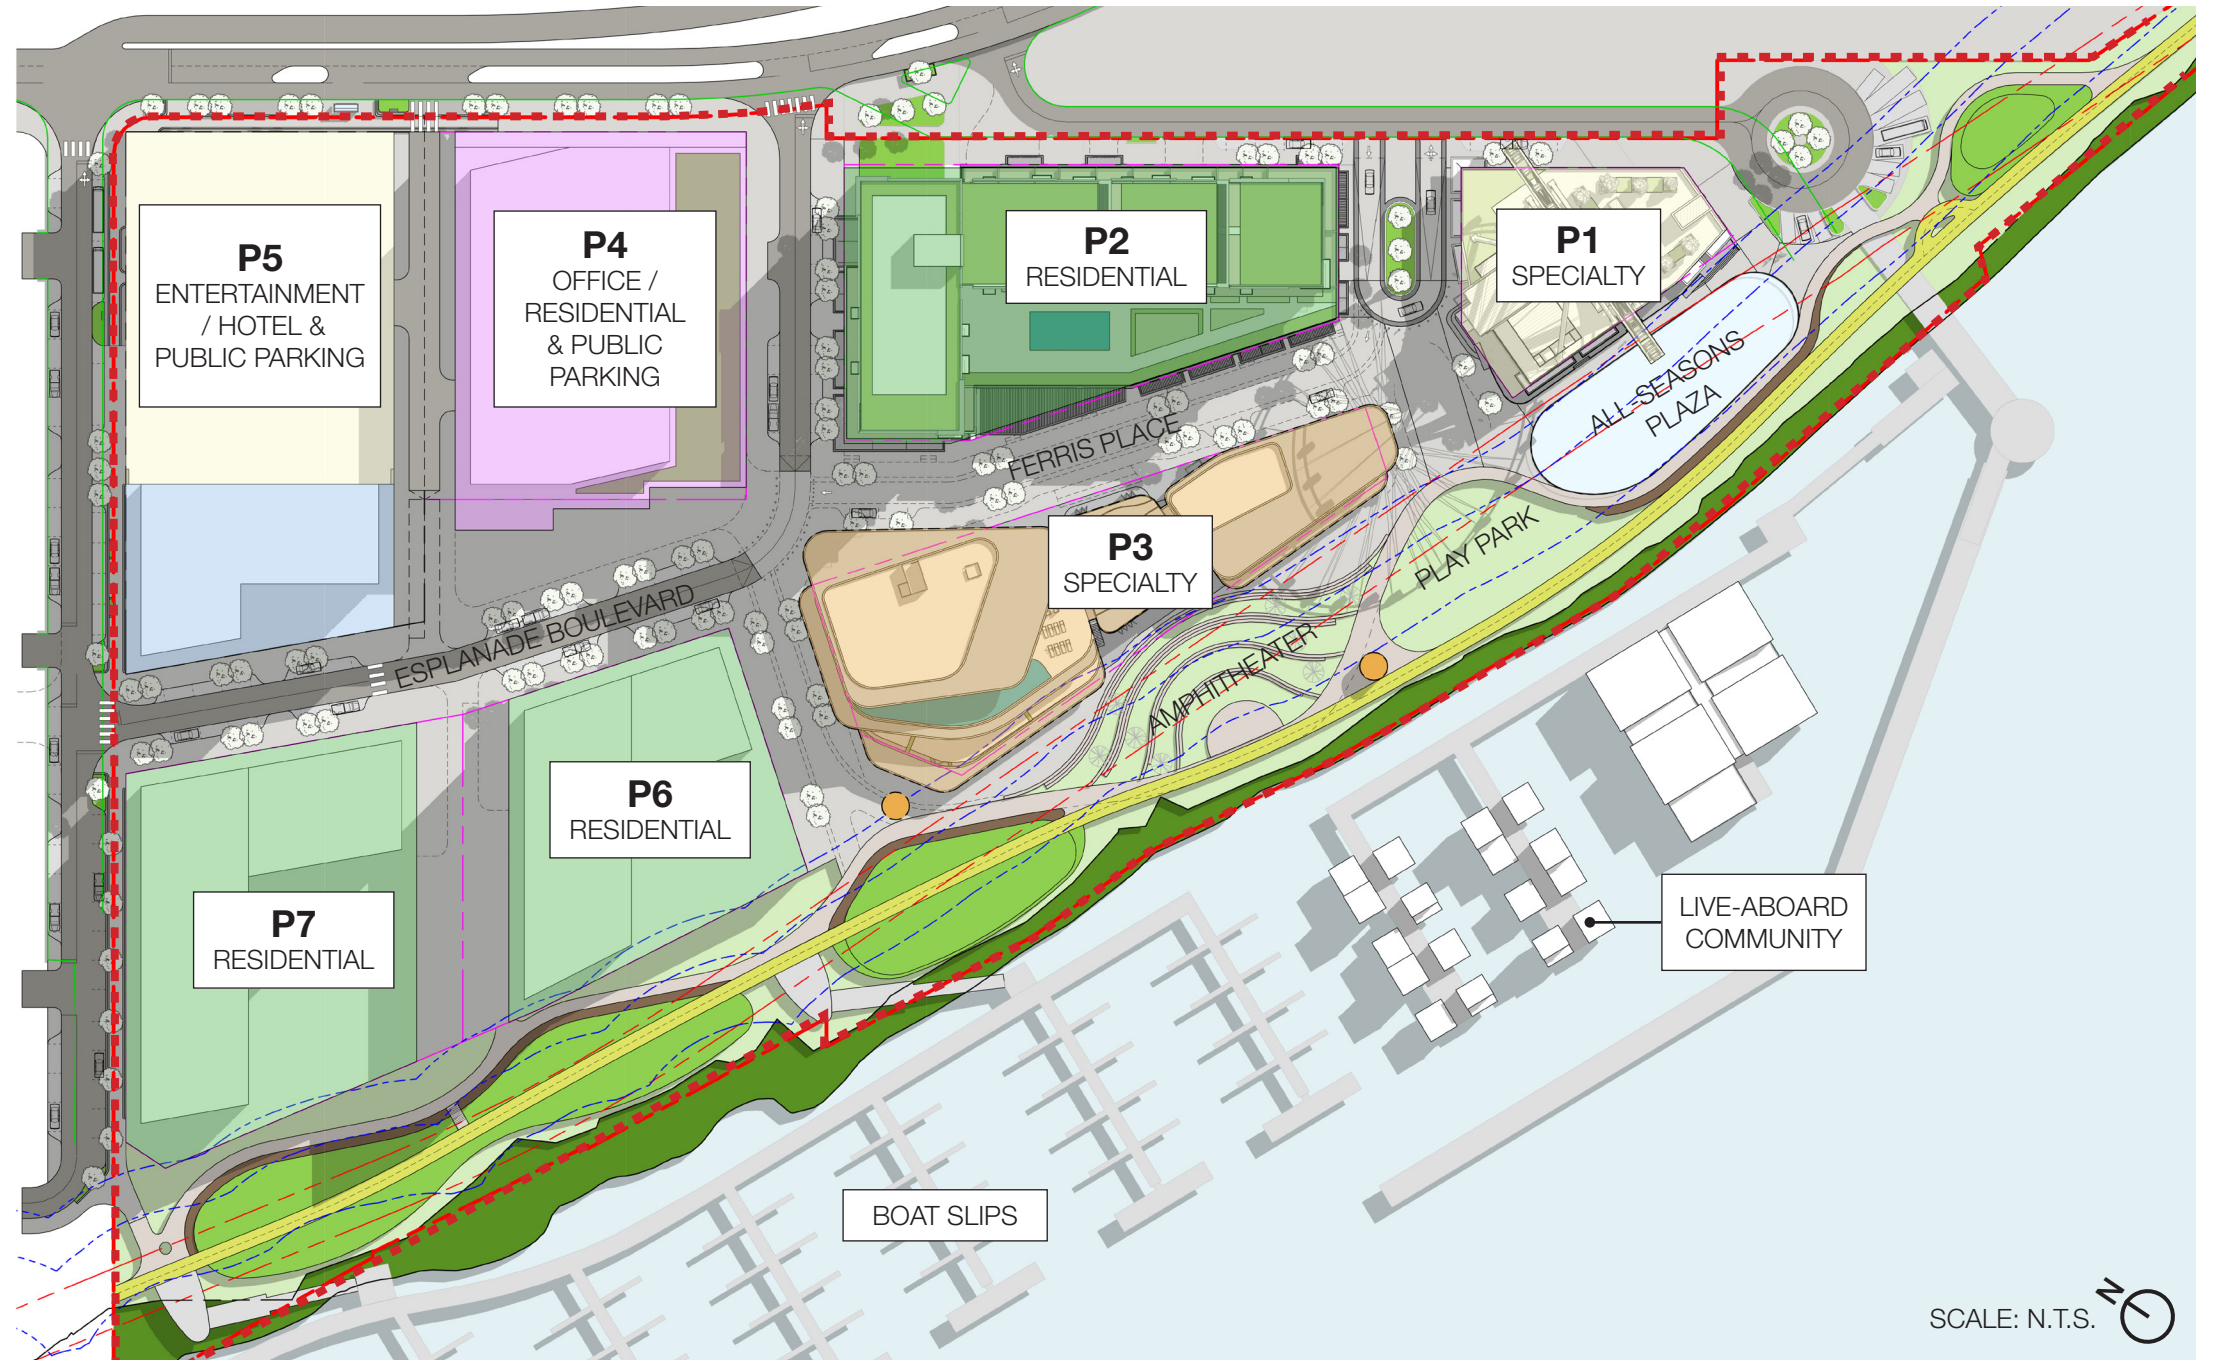 P5
ENTERTAINMENT
/ HOTEL &
PUBLIC PARKING
P4
OFFICE /
RESIDENTIAL
& PUBLIC
PARKING
P2
RESIDENTIAL
P1
SPECIALTY
ALL-SEASONS
PLAZA
FERRIS PLACE
P3
SPECIALTY
PLAY PARK
ESPLANADE BOULEVARD
AMPHITHEATER
P6
RESIDENTIAL
P7
RESIDENTIAL
LIVE-ABOARD
COMMUNITY
BOAT SLIPS
SCALE: N.T.S.
N